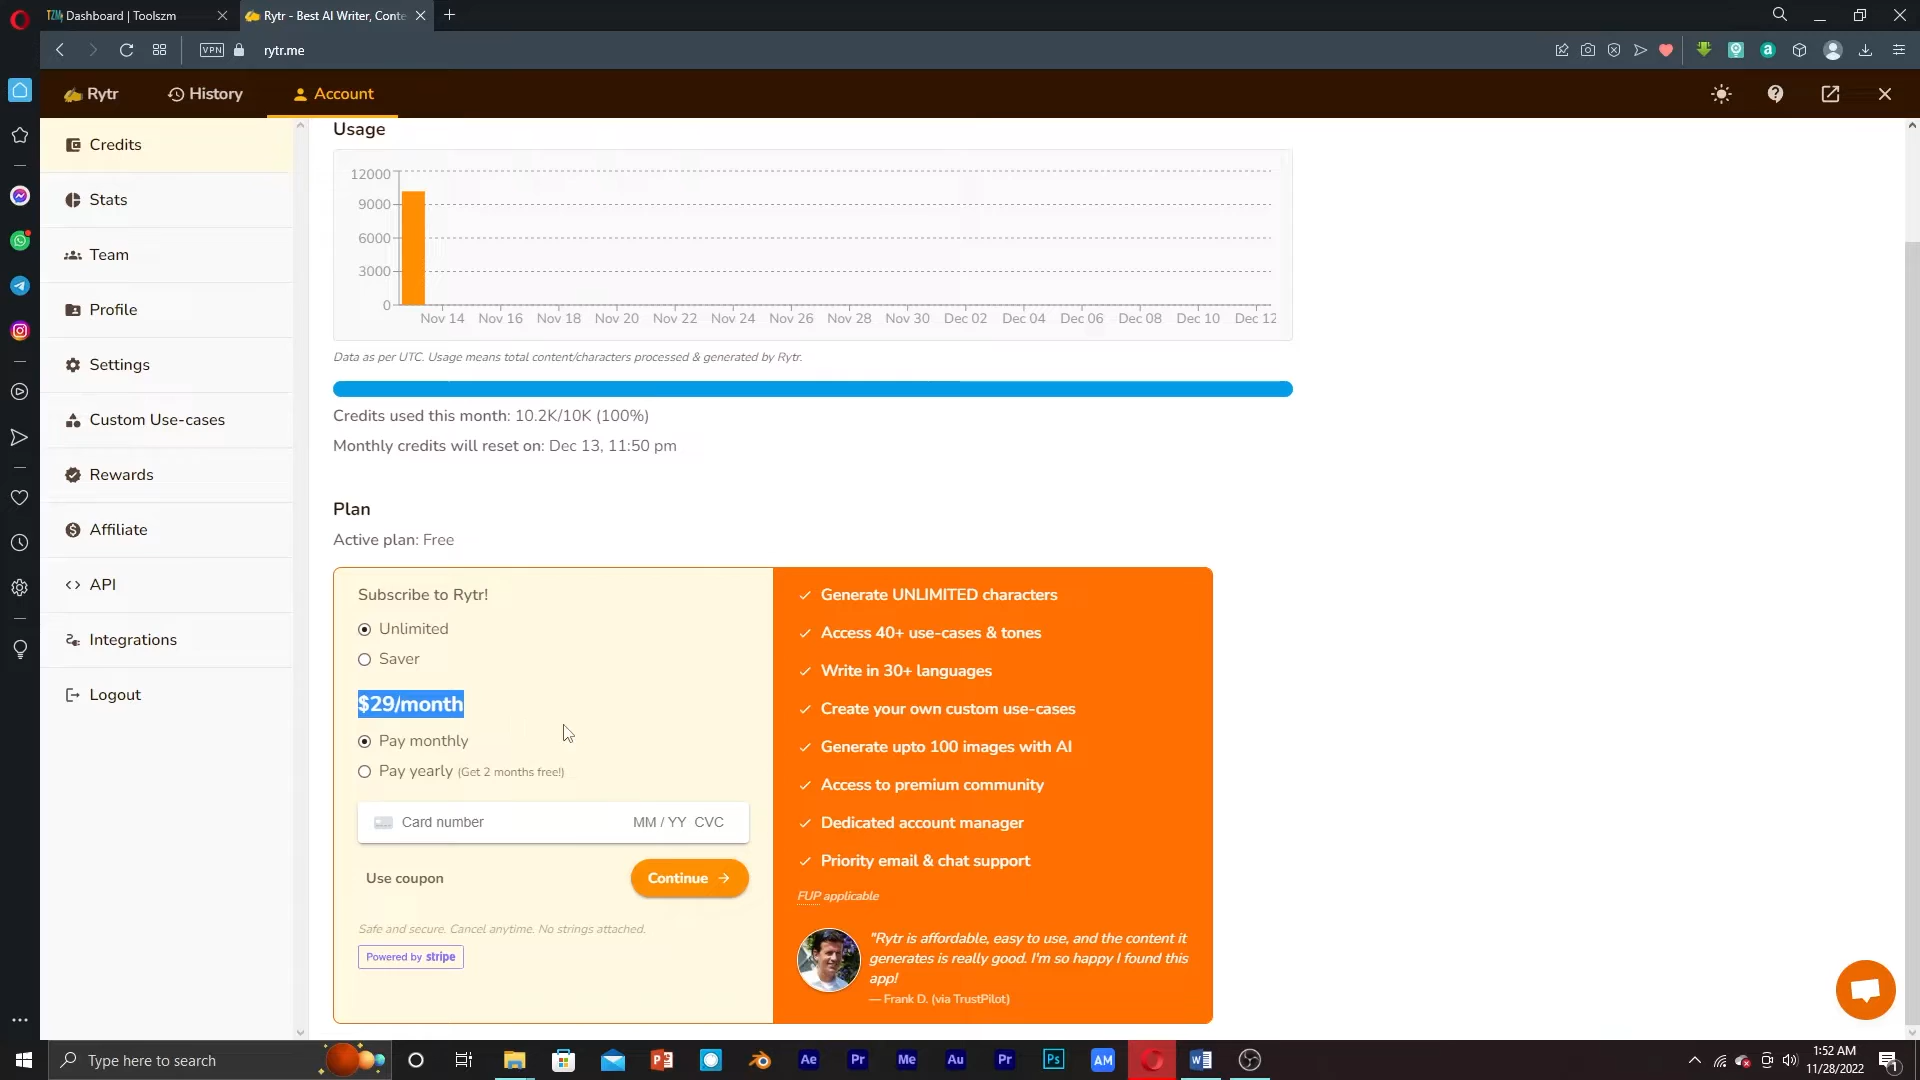 Dashboard | Toolszm
Rytr - Best AI Writer, Conte
VPN
rytr.me
Rytr
History
Account
Credits
Stats
Team
Profile
Settings
Custom Use-cases
Rewards
Affiliate
API
Integrations
Logout
Usage
12000
9000
6000
3000
0
Nov 14 Nov 16 Nov 18 Nov 20 Nov 22 Nov 24 Nov 26 Nov 28 Nov 30 Dec 02 Dec 04 Dec 06 Dec 08 Dec 10 Dec 12
Data as per UTC. Usage means total content/characters processed & generated by Rytr.
Credits used this month: 10.2K/10K (100%)
Monthly credits will reset on: Dec 13, 11:50 pm
Plan
Active plan: Free
Subscribe to Rytr!
Unlimited
Saver
$29/month
Pay monthly
Pay yearly (Get 2 months free!)
Card number MM / YY CVC
Use coupon
Continue
Safe and secure. Cancel anytime. No strings attached.
Powered by stripe
Generate UNLIMITED characters
Access 40+ use-cases & tones
Write in 30+ languages
Create your own custom use-cases
Generate upto 100 images with AI
Access to premium community
Dedicated account manager
Priority email & chat support
FUP applicable
"Rytr is affordable, easy to use, and the content it
generates is really good. I'm so happy I found this
app!
— Frank D. (via TrustPilot)
Type here to search
Ae
Pr
Me
Au
Pr
Ps
AM
1:52 AM
11/28/2022
1